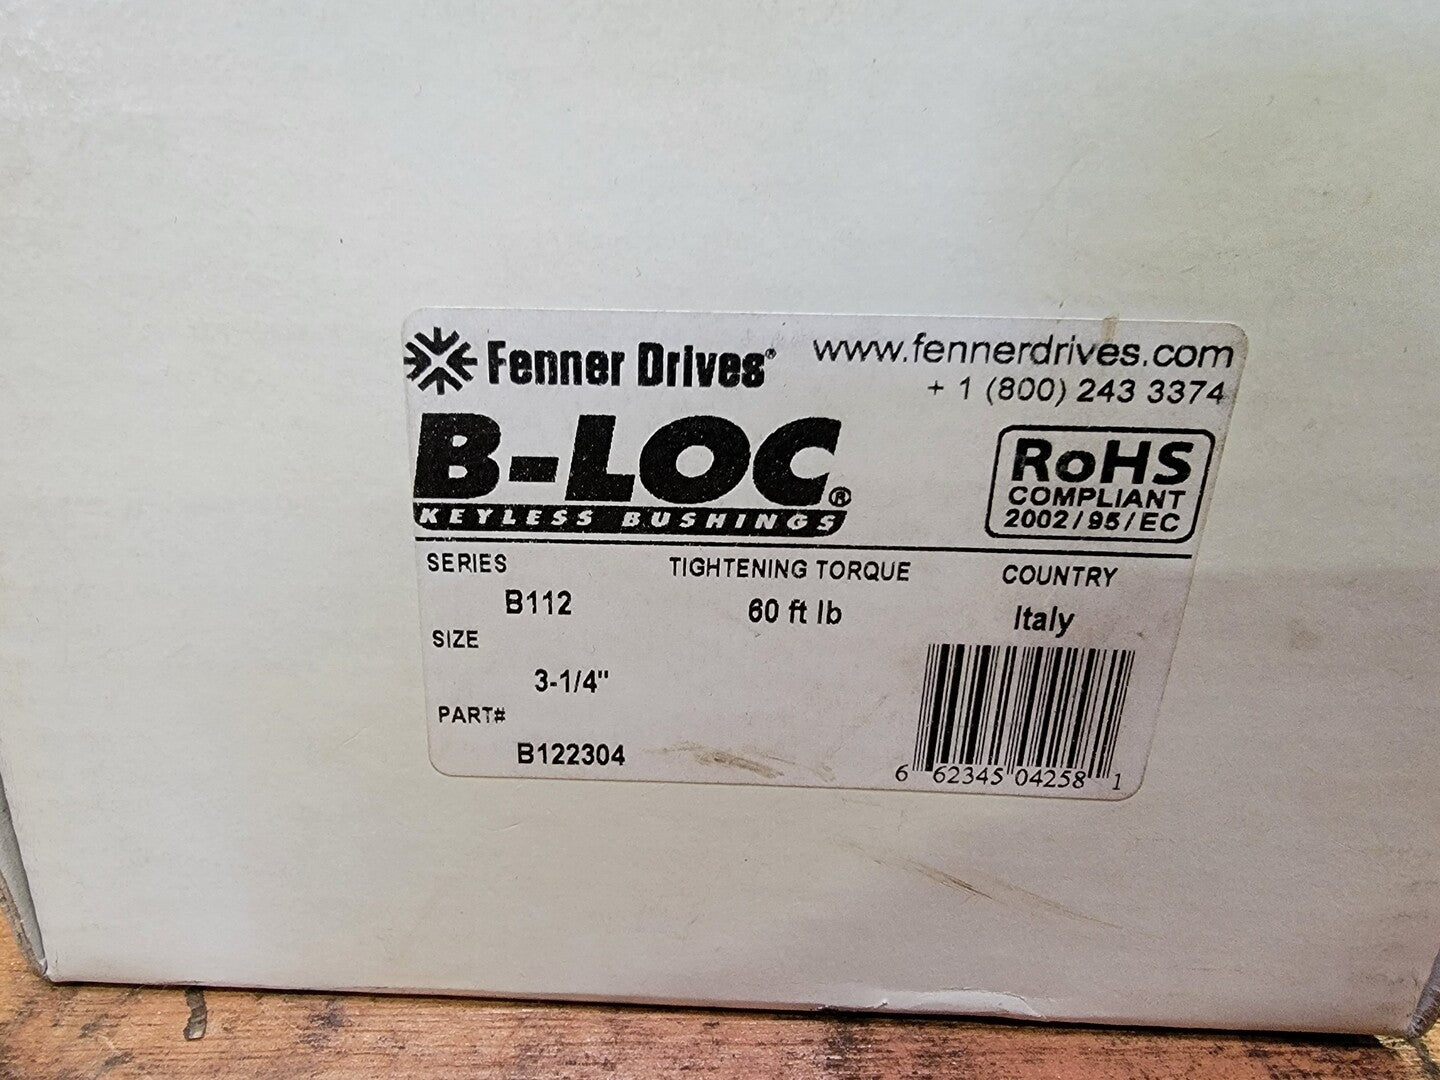 Fenner Drives®
www.fennerdrives.com
+ 1 (800) 243 3374
B-LOC®
KEYLESS BUSHINGS
RoHS
COMPLIANT
2002/95/EC
SERIES
B112
TIGHTENING TORQUE
60 ft lb
COUNTRY
Italy
SIZE
3-1/4"
PART#
B122304
6 62345 04258 1